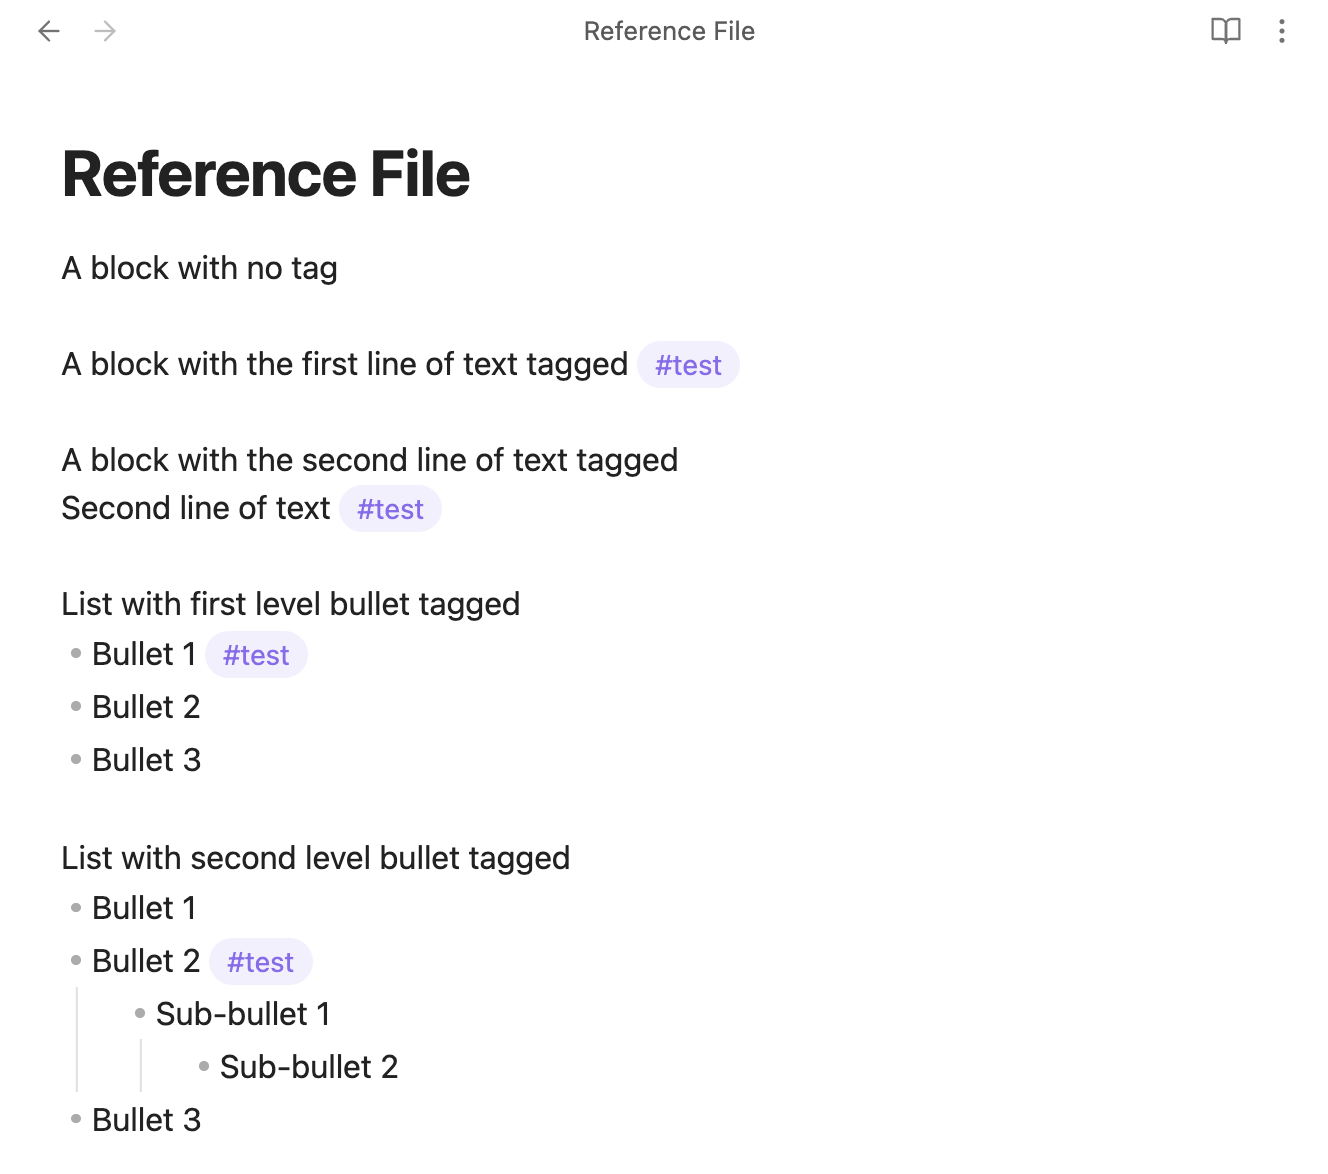 Reference File
Reference File
A block with no tag
A block with the first line of text tagged #test
A block with the second line of text tagged
Second line of text #test
List with first level bullet tagged
Bullet 1 #test
Bullet 2
Bullet 3
List with second level bullet tagged
Bullet 1
Bullet 2 #test
Sub-bullet 1
Sub-bullet 2
Bullet 3